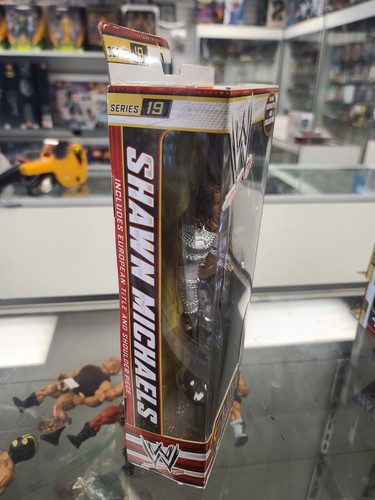 SERIES 19
SHAWN MICHAELS
INCLUDES EUROPEAN TITLE AND SHOULDER PIECE
W